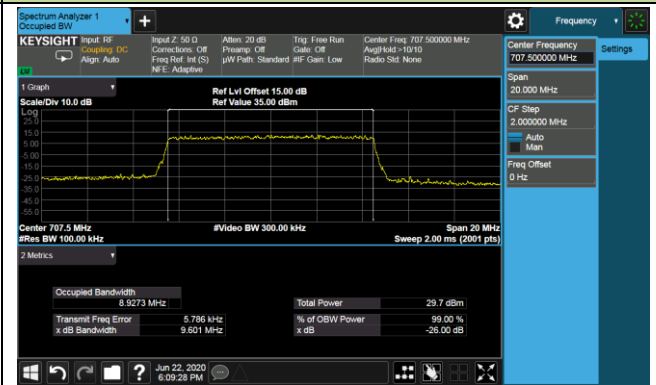 Spectrum Analyzer 1
Occupied BW
Frequency
KEYSIGHT
Input: RF
Coupling: DC
Align: Auto
Input Z: 50 Ω
Corrections: Off
Freq Ref: Int (S)
NFE: Adaptive
Atten: 20 dB
Preamp: Off
µW Path: Standard
Trig: Free Run
Gate: Off
#IF Gain: Low
Center Freq: 707.500000 MHz
Avg|Hold:>10/10
Radio Std: None
Center Frequency
707.500000 MHz
Settings
Span
20.000 MHz
CF Step
2.000000 MHz
Auto
Man
Freq Offset
0 Hz
1 Graph
Scale/Div 10.0 dB
Ref Lvl Offset 15.00 dB
Ref Value 35.00 dBm
Log
25.0
15.0
5.00
-5.00
-15.0
-25.0
-35.0
-45.0
-55.0
Center 707.5 MHz
#Video BW 300.00 kHz
Span 20 MHz
#Res BW 100.00 kHz
Sweep 2.00 ms (2001 pts)
2 Metrics
Occupied Bandwidth
8.9273 MHz
Total Power 29.7 dBm
Transmit Freq Error 5.786 kHz
% of OBW Power 99.00 %
x dB Bandwidth 9.601 MHz
x dB -26.00 dB
?
Jun 22, 2020
6:09:28 PM